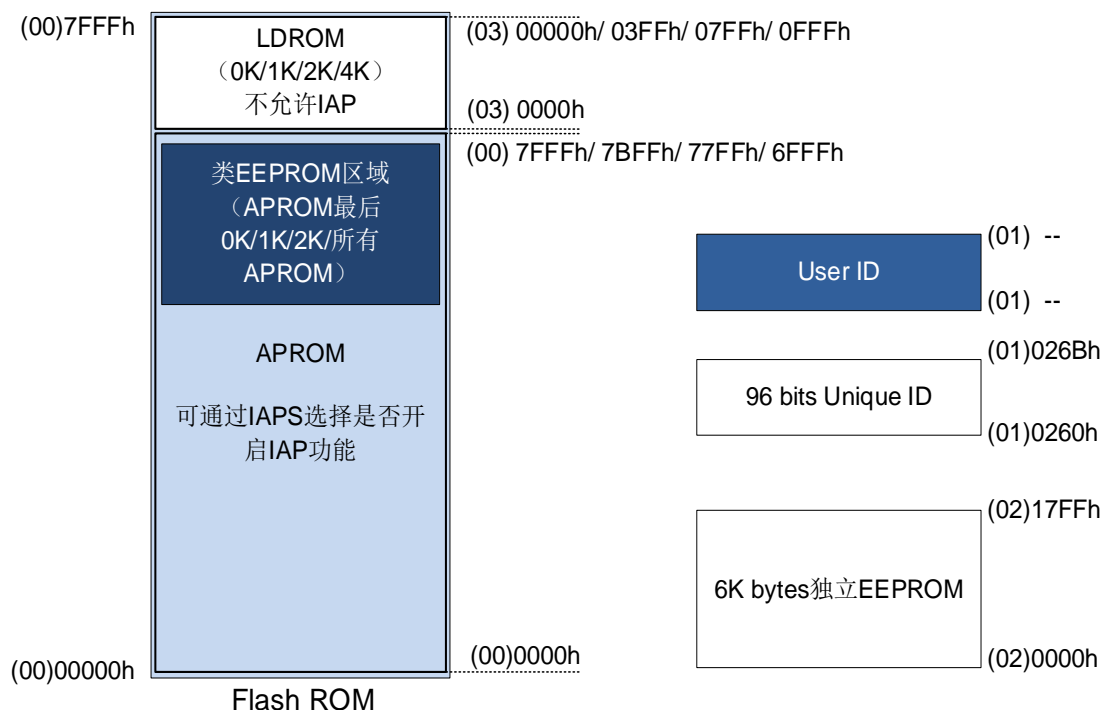 (00)7FFFh
LDROM
（0K/1K/2K/4K）
不允许IAP
(03) 00000h/ 03FFh/ 07FFh/ 0FFFh
(03) 0000h
(00) 7FFFh/ 7BFFh/ 77FFh/ 6FFFh
类EEPROM区域
（APROM最后
0K/1K/2K/所有
APROM）
APROM
可通过IAPS选择是否开
启IAP功能
(00)00000h
(00)0000h
Flash ROM
(01) --
User ID
(01) --
(01)026Bh
96 bits Unique ID
(01)0260h
(02)17FFh
6K bytes独立EEPROM
(02)0000h